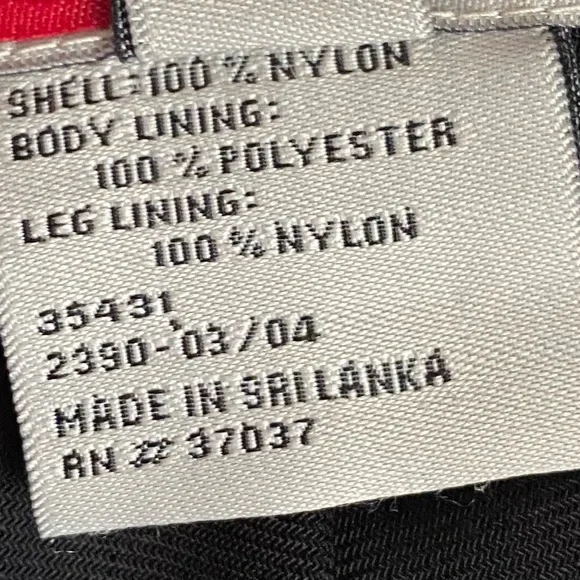 SHELL: 100 % NYLON
BODY LINING:
100 % POLYESTER
LEG LINING:
100 % NYLON
35431
2390-03/04
MADE IN SRI LANKA
RN # 37037